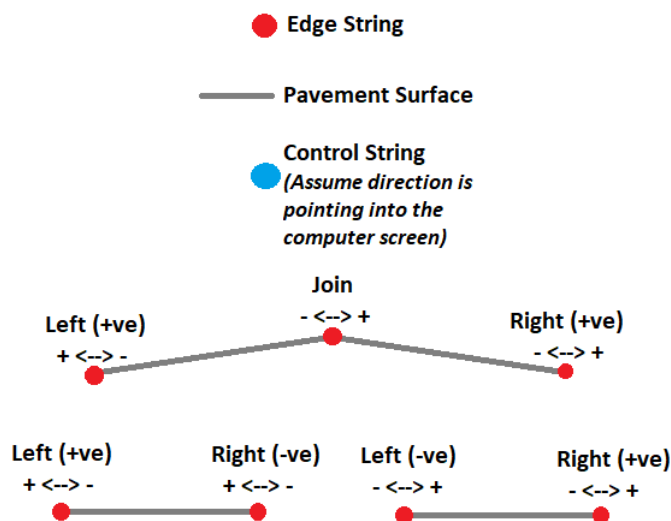 Edge String
Pavement Surface
Control String
(Assume direction is
pointing into the
computer screen)
Join
- <--> +
Left (+ve)
+ <--> -
Right (+ve)
- <--> +
Left (+ve)
+ <--> -
Right (-ve)
+ <--> -
Left (-ve)
- <--> +
Right (+ve)
- <--> +